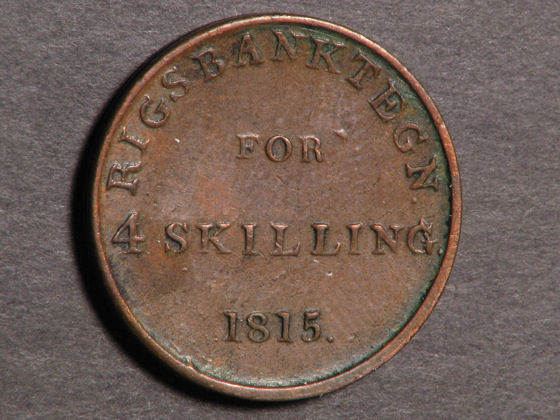 RIGSBANKTEGN
FOR
4 SKILLING.
1815.